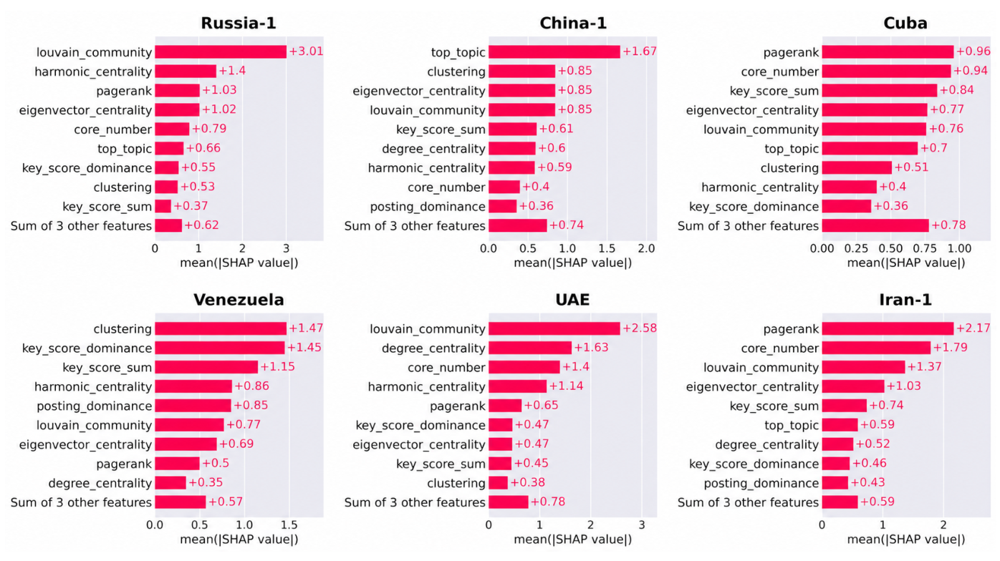 Russia-1
louvain_community +3.01
harmonic_centrality +1.4
pagerank +1.03
eigenvector_centrality +1.02
core_number +0.79
top_topic +0.66
key_score_dominance +0.55
clustering +0.53
key_score_sum +0.37
Sum of 3 other features +0.62
0 1 2 3
mean(|SHAP value|)
China-1
top_topic +1.67
clustering +0.85
eigenvector_centrality +0.85
louvain_community +0.85
key_score_sum +0.61
degree_centrality +0.6
harmonic_centrality +0.59
core_number +0.4
posting_dominance +0.36
Sum of 3 other features +0.74
0.0 0.5 1.0 1.5 2.0
mean(|SHAP value|)
Cuba
pagerank +0.96
core_number +0.94
key_score_sum +0.84
eigenvector_centrality +0.77
louvain_community +0.76
top_topic +0.7
clustering +0.51
harmonic_centrality +0.4
key_score_dominance +0.36
Sum of 3 other features +0.78
0.00 0.25 0.50 0.75 1.00
mean(|SHAP value|)
Venezuela
clustering +1.47
key_score_dominance +1.45
key_score_sum +1.15
harmonic_centrality +0.86
posting_dominance +0.85
louvain_community +0.77
eigenvector_centrality +0.69
pagerank +0.5
degree_centrality +0.35
Sum of 3 other features +0.57
0.0 0.5 1.0 1.5
mean(|SHAP value|)
UAE
louvain_community +2.58
degree_centrality +1.63
core_number +1.4
harmonic_centrality +1.14
pagerank +0.65
key_score_dominance +0.47
eigenvector_centrality +0.47
key_score_sum +0.45
clustering +0.38
Sum of 3 other features +0.78
0 1 2 3
mean(|SHAP value|)
Iran-1
pagerank +2.17
core_number +1.79
louvain_community +1.37
eigenvector_centrality +1.03
key_score_sum +0.74
top_topic +0.59
degree_centrality +0.52
key_score_dominance +0.46
posting_dominance +0.43
Sum of 3 other features +0.59
0 1 2
mean(|SHAP value|)